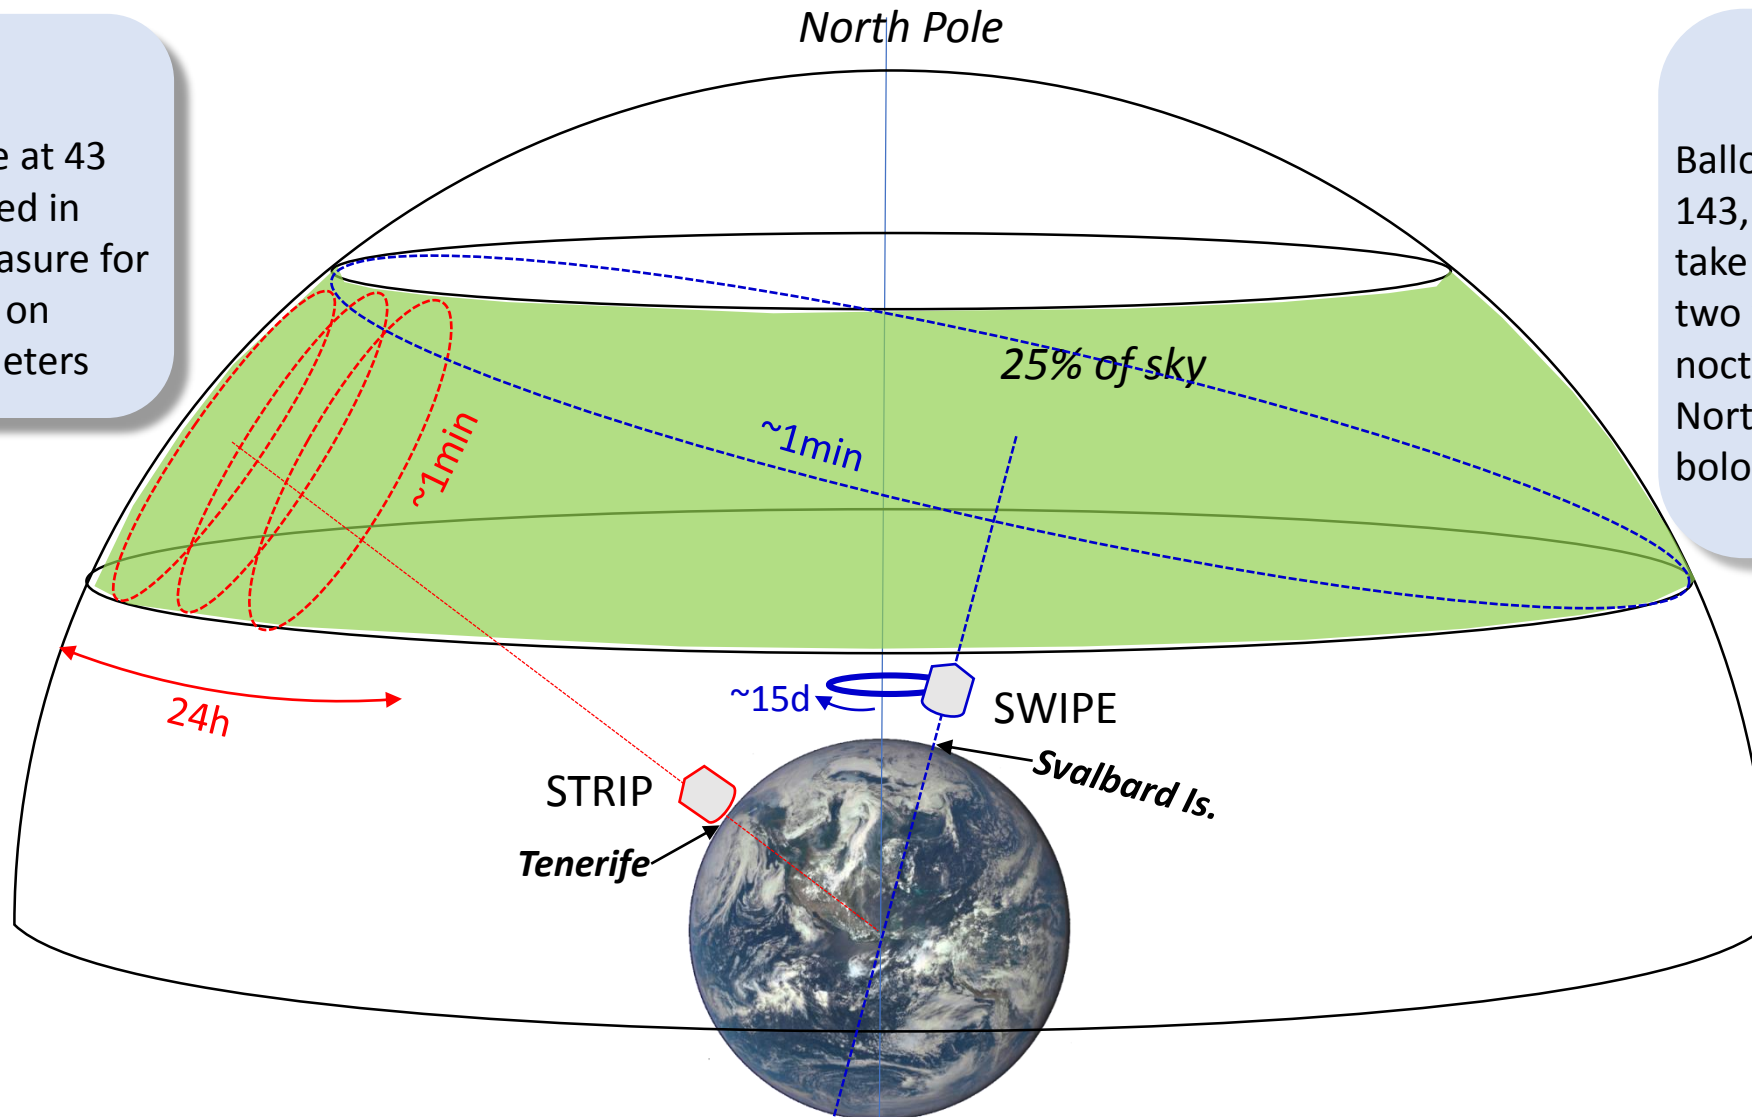 North Pole
e at 43
ed in
asure for
on
eters
Ballo
143,
take
two
noct
Nort
bolo
25% of sky
~1min
~1min
24h
~15d
SWIPE
Svalbard Is.
STRIP
Tenerife